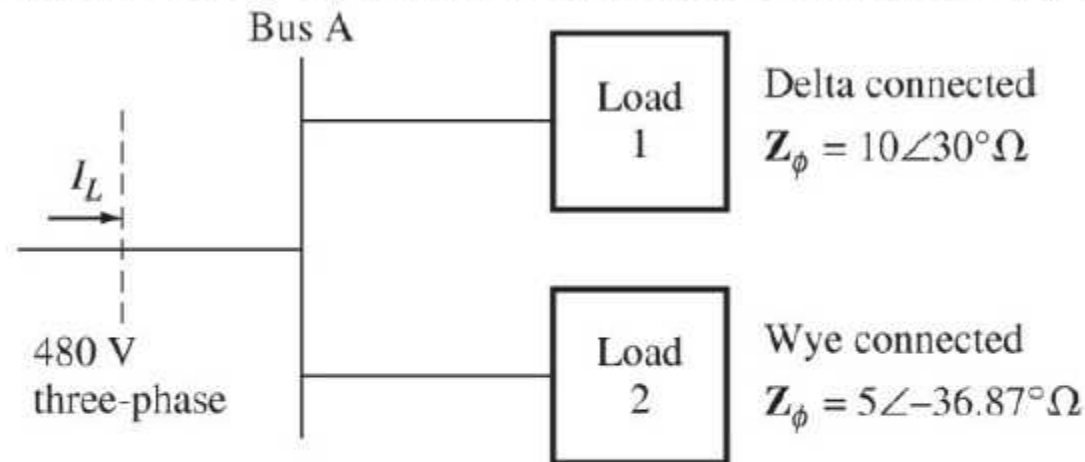 Bus A
Load
1
Delta connected
Z_ϕ = 10∠30°Ω
I_L
480 V
three-phase
Load
2
Wye connected
Z_ϕ = 5∠–36.87°Ω